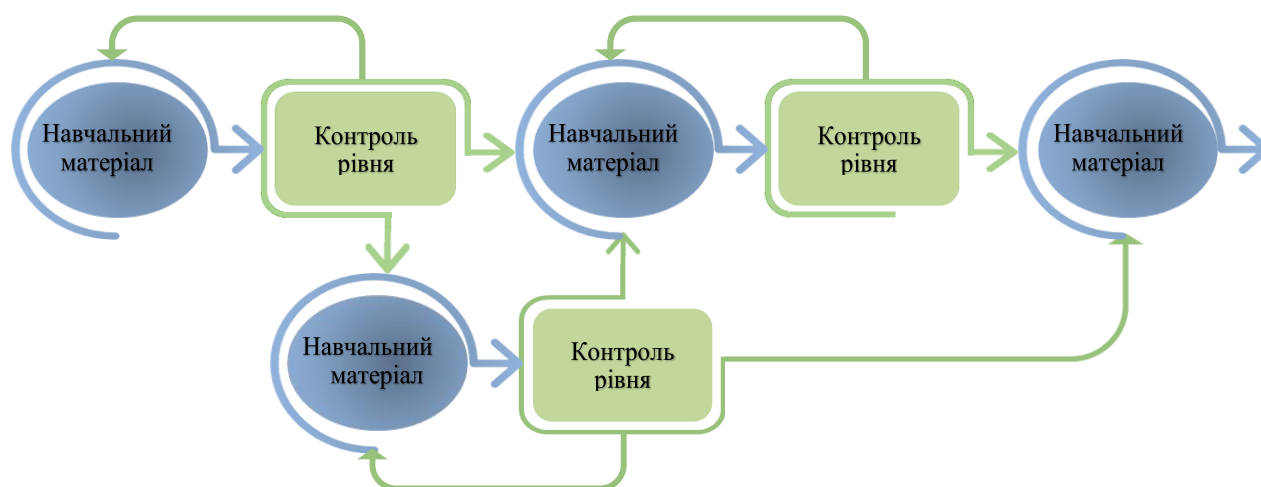 Навчальний
матеріал
Контроль
рівня
Навчальний
матеріал
Контроль
рівня
Навчальний
матеріал
Навчальний
матеріал
Контроль
рівня